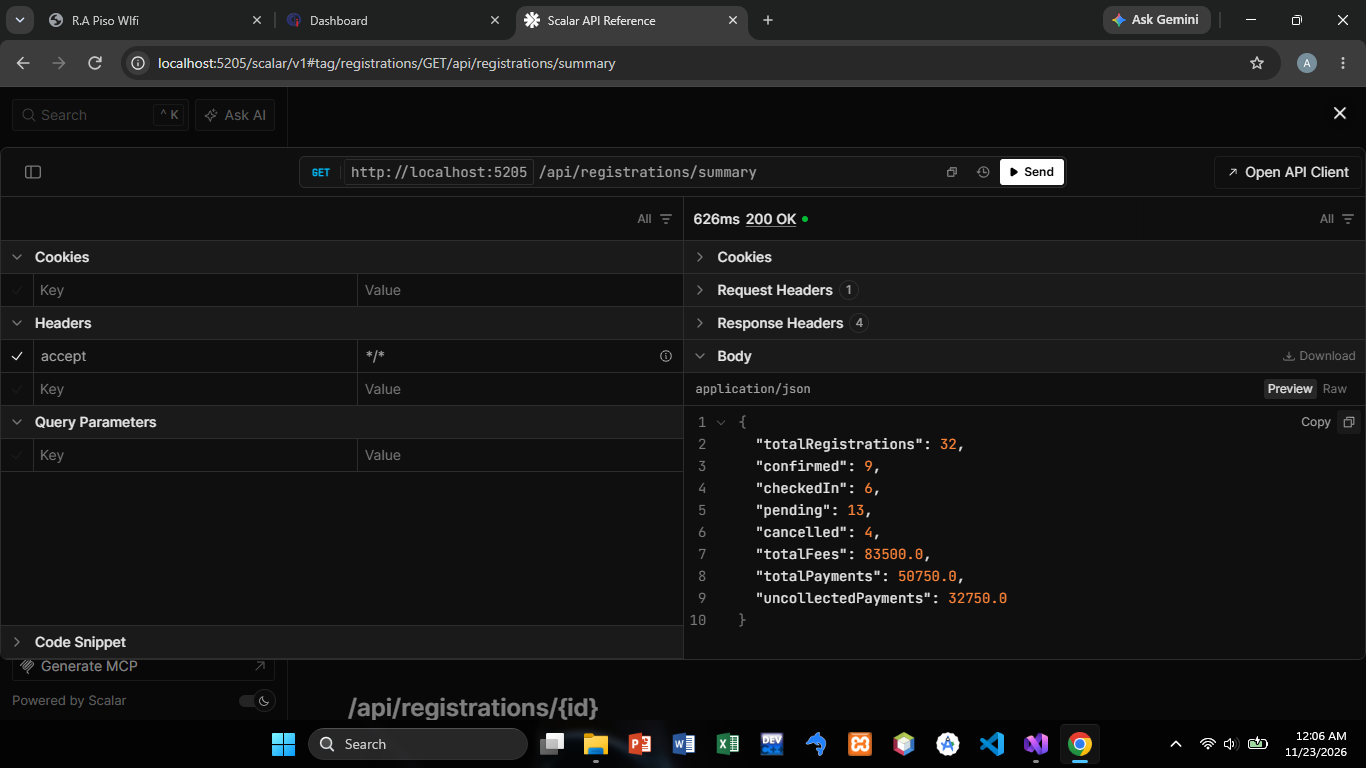 R.A Piso WIfi
Dashboard
Scalar API Reference
Ask Gemini
localhost:5205/scalar/v1#tag/registrations/GET/api/registrations/summary
A
Search
^ K
Ask AI
GET
http://localhost:5205
/api/registrations/summary
Send
Open API Client
All
626ms 200 OK
All
Cookies
Key
Value
Headers
accept
*/*
Key
Value
Query Parameters
Key
Value
Code Snippet
Cookies
Request Headers 1
Response Headers 4
Body
Download
application/json
Preview
Raw
Copy
1 {
2 "totalRegistrations": 32,
3 "confirmed": 9,
4 "checkedIn": 6,
5 "pending": 13,
6 "cancelled": 4,
7 "totalFees": 83500.0,
8 "totalPayments": 50750.0,
9 "uncollectedPayments": 32750.0
10 }
Generate MCP
Powered by Scalar
/api/registrations/{id}
Search
DEV
12:06 AM
11/23/2026